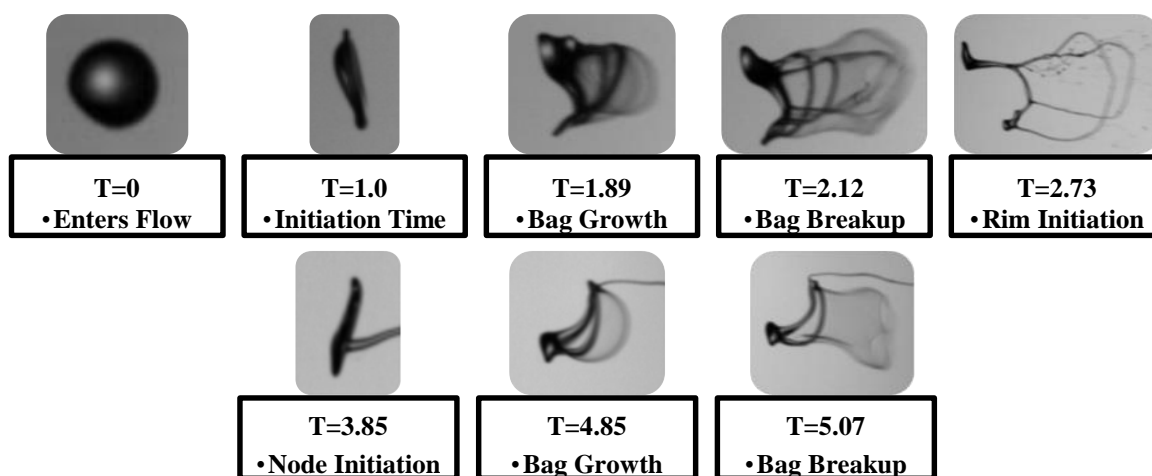 T=0
•Enters Flow
T=1.0
•Initiation Time
T=1.89
•Bag Growth
T=2.12
•Bag Breakup
T=2.73
•Rim Initiation
T=3.85
•Node Initiation
T=4.85
•Bag Growth
T=5.07
•Bag Breakup